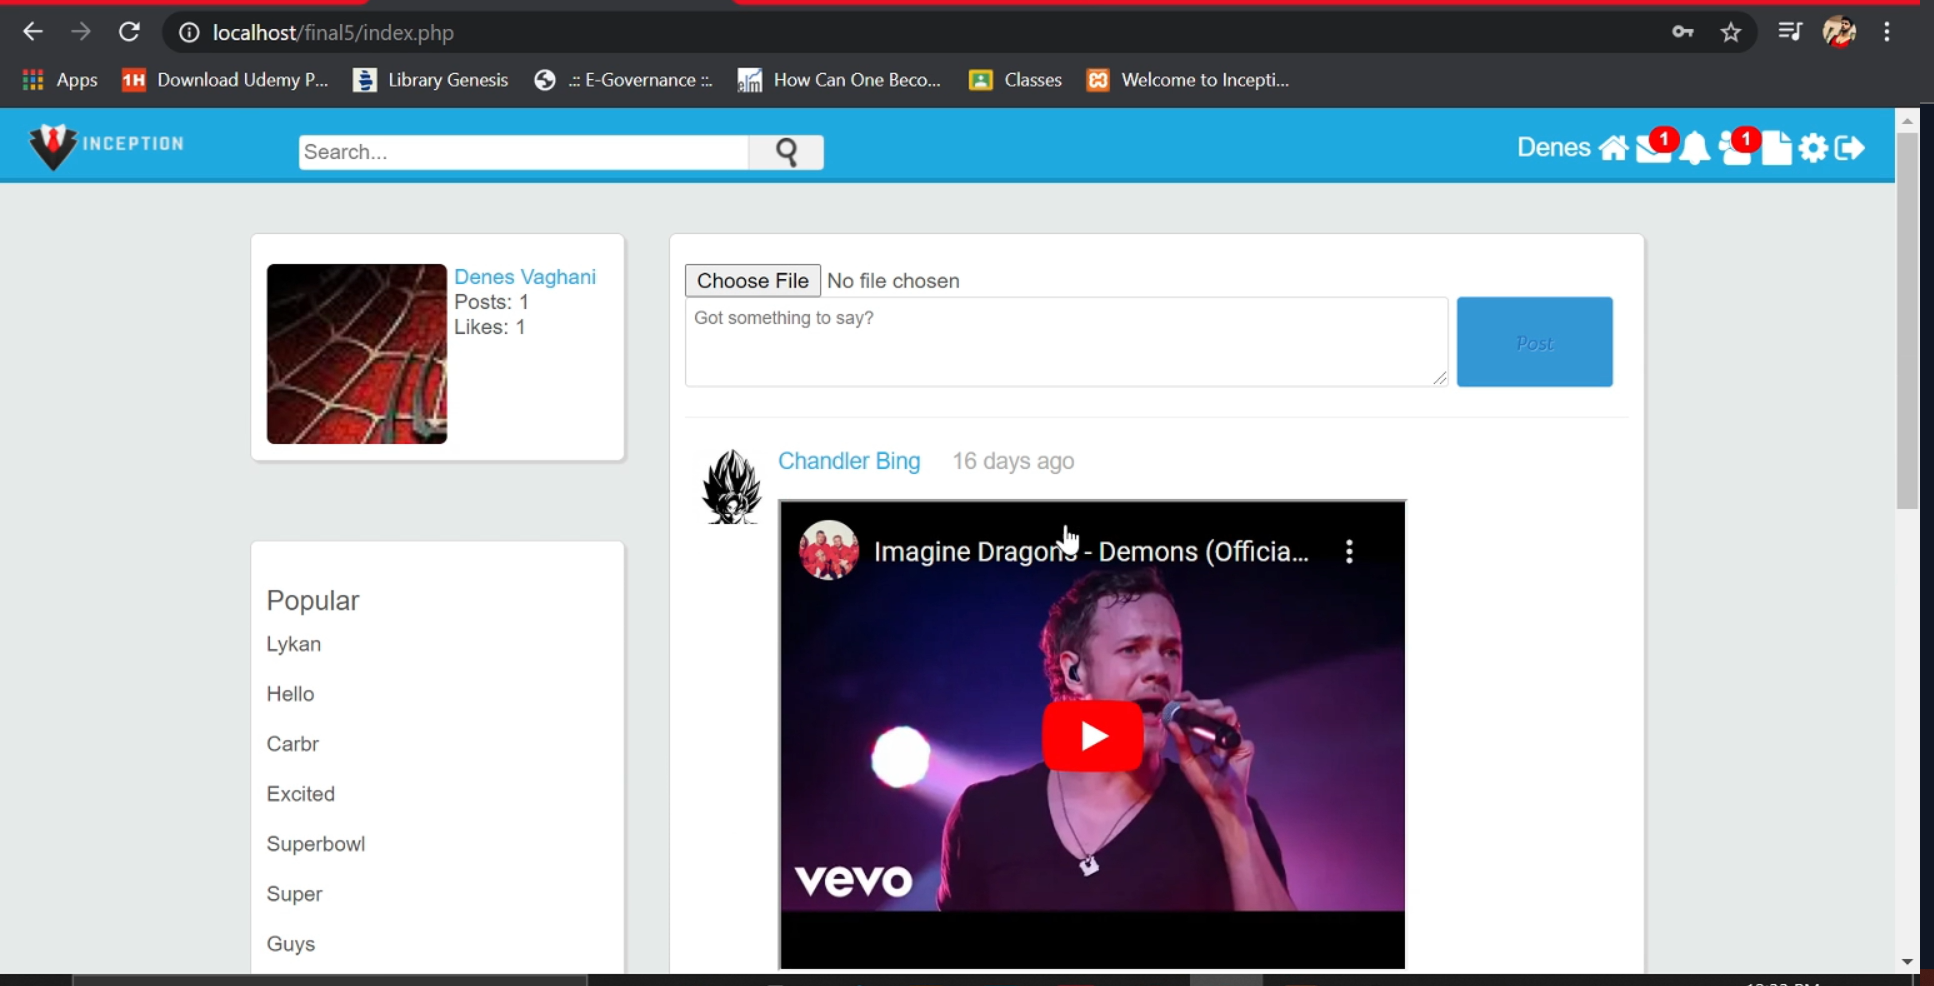 localhost/final5/index.php
Apps
1H Download Udemy P...
Library Genesis
.:: E-Governance ::.
elm How Can One Beco...
Classes
Welcome to Incepti...
INCEPTION
Search...
Denes
1
1
Denes Vaghani
Posts: 1
Likes: 1
Choose File No file chosen
Got something to say?
Post
Chandler Bing 16 days ago
Imagine Dragons - Demons (Officia...
vevo
Popular
Lykan
Hello
Carbr
Excited
Superbowl
Super
Guys